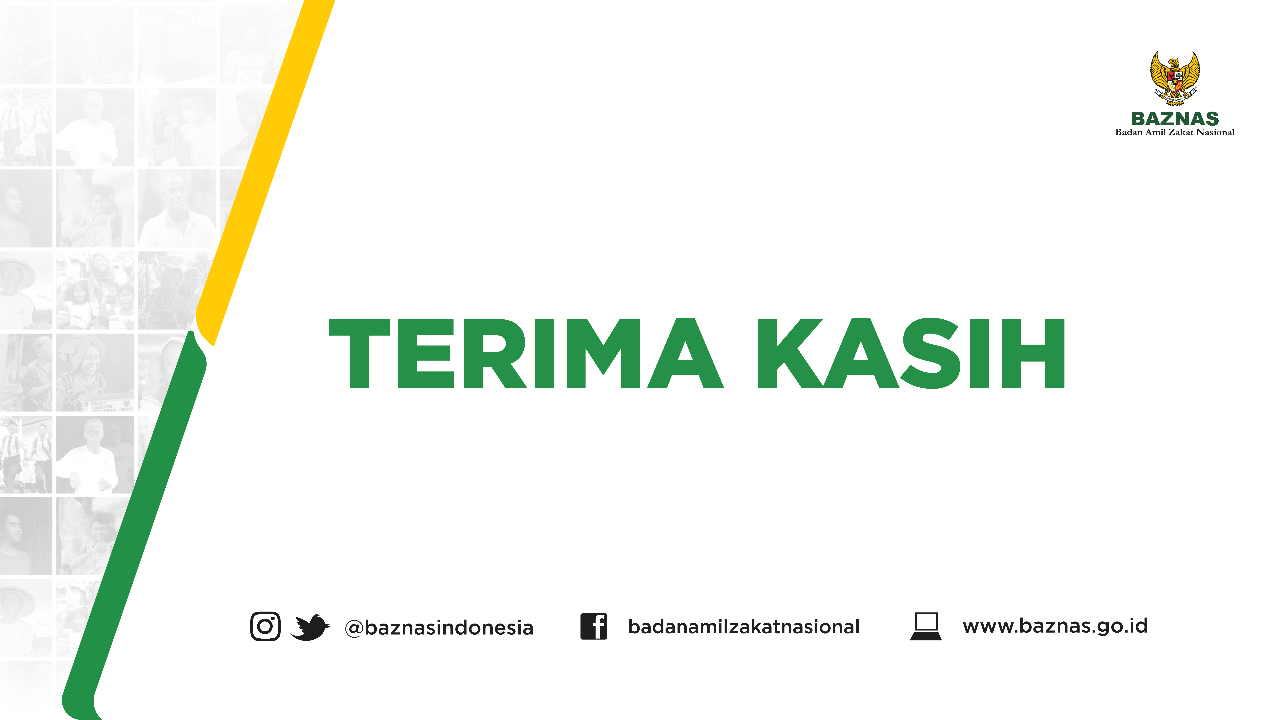 BAZNAS
Badan Amil Zakat Nasional
TERIMA KASIH
@baznasindonesia
badanamilzakatnasional
www.baznas.go.id